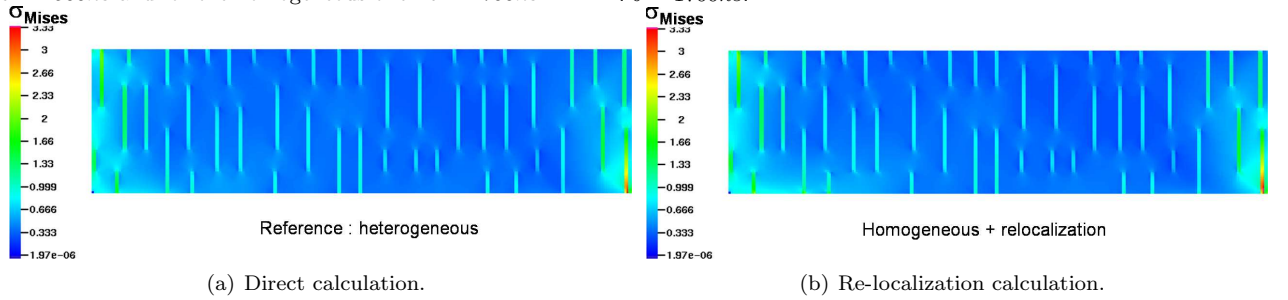 σMises
3.33
3
2.66
2.33
2
1.66
1.33
0.999
0.666
0.333
1.97e-06
Reference : heterogeneous
(a) Direct calculation.
σMises
3.33
3
2.66
2.33
2
1.66
1.33
0.999
0.666
0.333
1.97e-06
Homogeneous + relocalization
(b) Re-localization calculation.